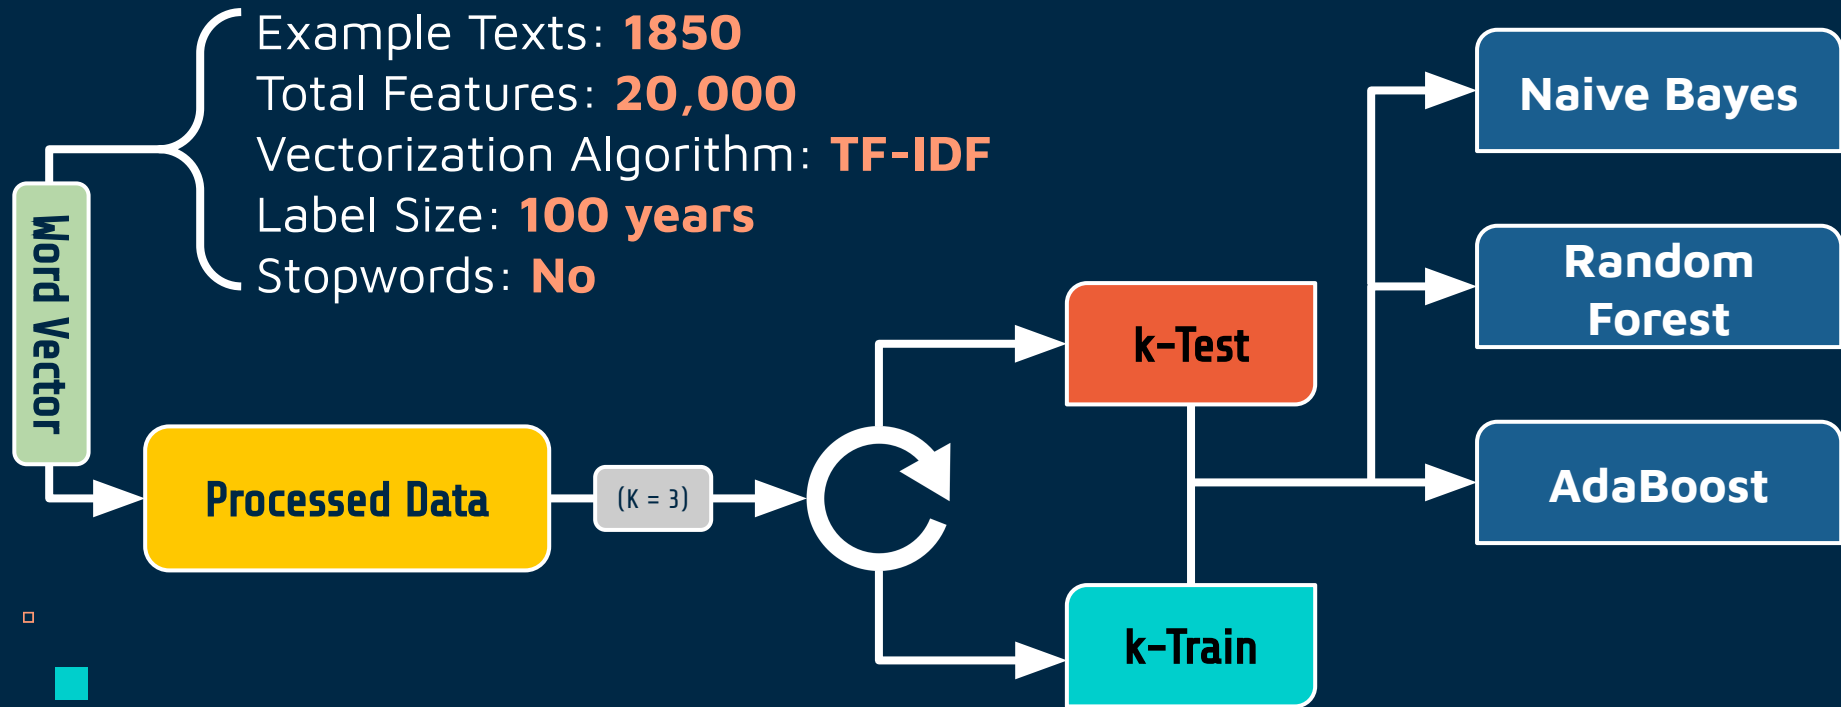 Example Texts: 1850
Total Features: 20,000
Vectorization Algorithm: TF-IDF
Label Size: 100 years
Stopwords: No
Word Vector
Processed Data
(K = 3)
k-Test
k-Train
Naive Bayes
Random
Forest
AdaBoost